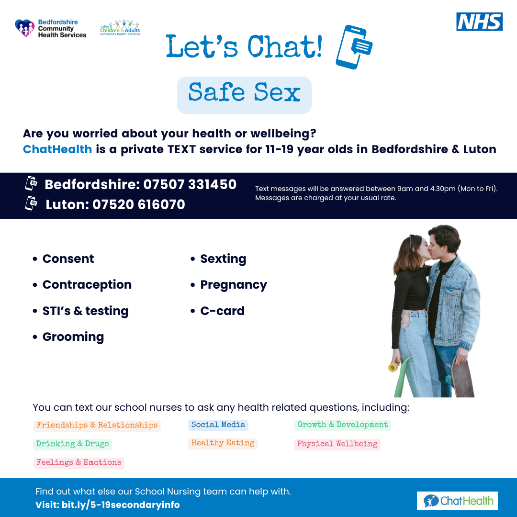 Bedfordshire
Community
Health Services
Children & Adults
NHS
Let's Chat!
Safe Sex
Are you worried about your health or wellbeing?
ChatHealth is a private TEXT service for 11-19 year olds in Bedfordshire & Luton
Bedfordshire: 07507 331450
Luton: 07520 616070
Text messages will be answered between 9am and 4.30pm (Mon to Fri).
Messages are charged at your usual rate.
• Consent
• Contraception
• STI's & testing
• Grooming
• Sexting
• Pregnancy
• C-card
You can text our school nurses to ask any health related questions, including:
Friendships & Relationships
Social Media
Growth & Development
Drinking & Drugs
Healthy Eating
Physical Wellbeing
Feelings & Emotions
Find out what else our School Nursing team can help with.
Visit: bit.ly/5-19secondaryinfo
ChatHealth